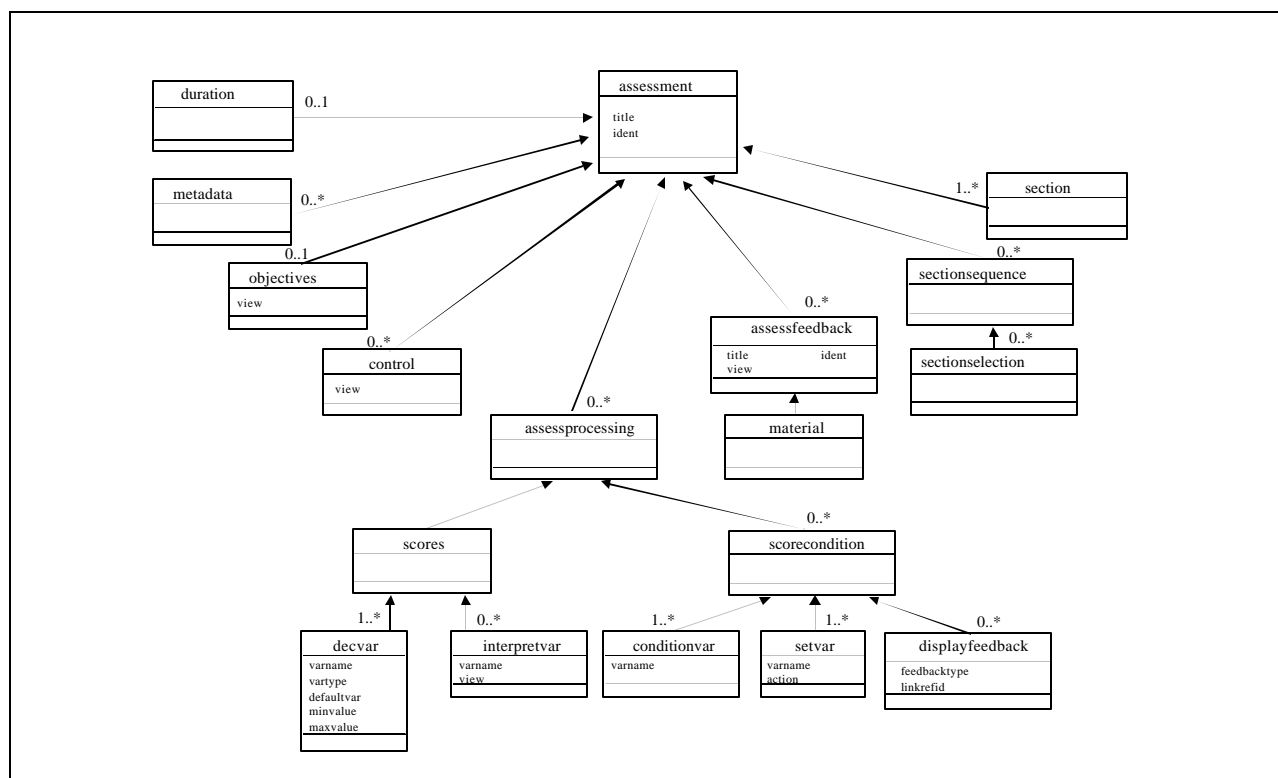 assessment
title
ident
duration
0..1
metadata
0..*
objectives
view
0..1
control
view
0..*
section
1..*
sectionsequence
0..*
sectionselection
0..*
assessfeedback
title ident
view
0..*
material
assessprocessing
0..*
scores
scorecondition
0..*
decvar
varname
vartype
defaultvar
minvalue
maxvalue
1..*
interpretvar
varname
view
0..*
conditionvar
varname
1..*
setvar
varname
action
1..*
displayfeedback
feedbacktype
linkrefid
0..*